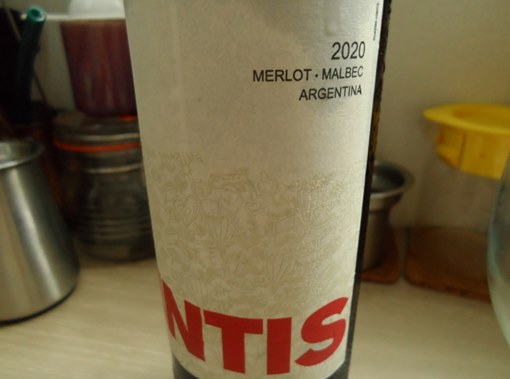 2020
MERLOT · MALBEC
ARGENTINA
NTIS